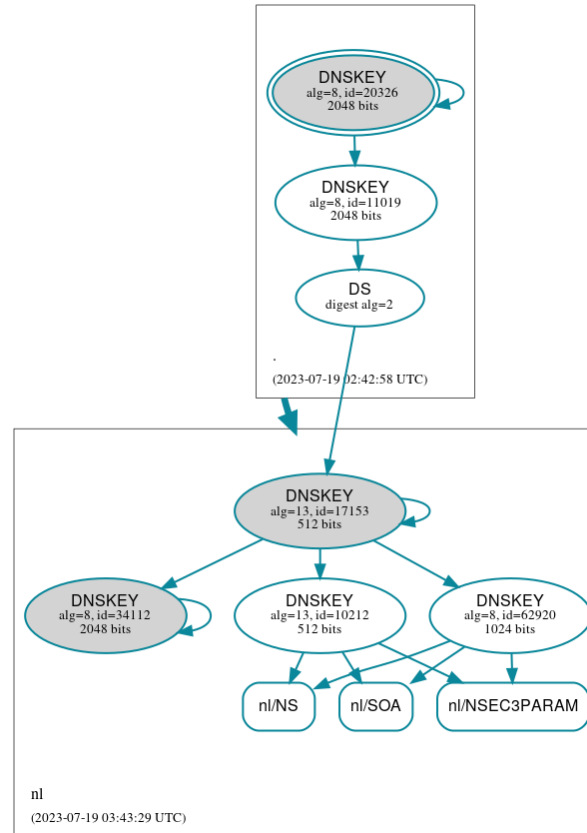 DNSKEY
alg=8, id=20326
2048 bits
DNSKEY
alg=8, id=11019
2048 bits
DS
digest alg=2
.
(2023-07-19 02:42:58 UTC)
DNSKEY
alg=13, id=17153
512 bits
DNSKEY
alg=8, id=34112
2048 bits
DNSKEY
alg=13, id=10212
512 bits
DNSKEY
alg=8, id=62920
1024 bits
nl/NS
nl/SOA
nl/NSEC3PARAM
nl
(2023-07-19 03:43:29 UTC)